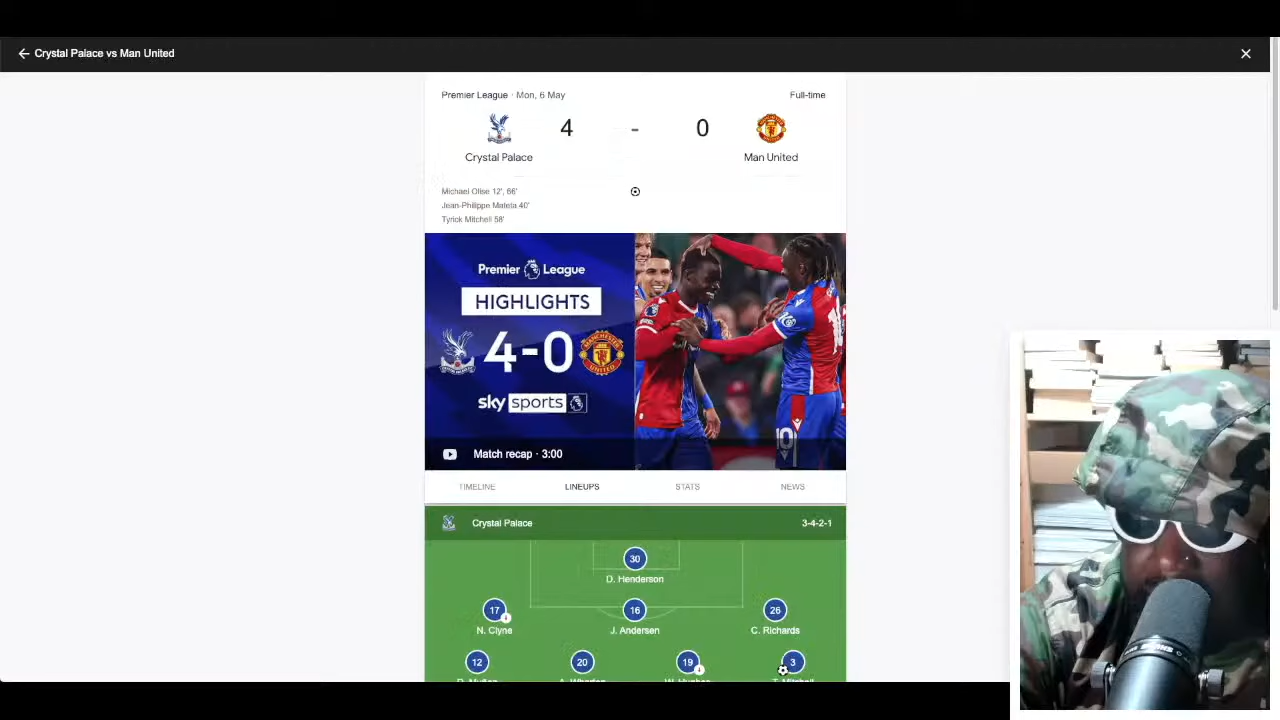 Crystal Palace vs Man United
Premier League · Mon, 6 May
Full-time
4 - 0
Crystal Palace
Man United
Michael Olise 12', 66'
Jean-Philippe Mateta 40'
Tyrick Mitchell 58'
Premier League
HIGHLIGHTS
4-0
sky sports
10
Match recap · 3:00
TIMELINE
LINEUPS
STATS
NEWS
Crystal Palace
3-4-2-1
30
D. Henderson
17
16
26
N. Clyne
J. Andersen
C. Richards
12
20
19
3